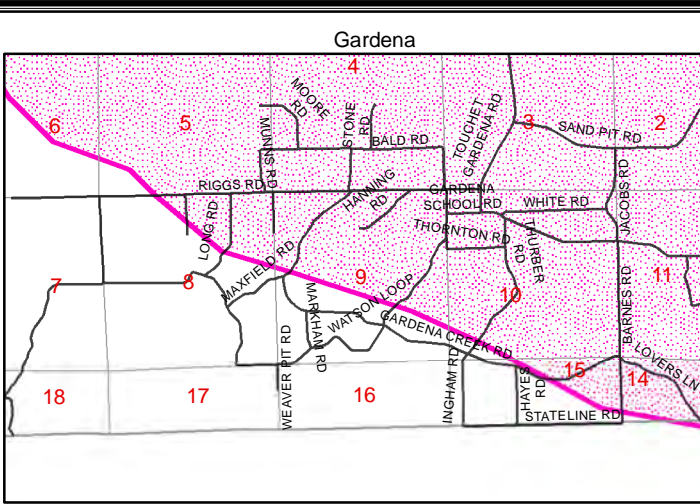 Gardena
4
MOORE RD
STONE RD
TOUCHET GARDENA RD
3
SAND PIT RD
2
6
5
MUNNS RD
BALD RD
RIGGS RD
HANNING RD
GARDENA SCHOOL RD
WHITE RD
JACOBS RD
LONG RD
THORNTON RD
THURBER RD
MAXFIELD RD
7
8
9
10
11
MARKHAM RD
WATSON LOOP
GARDENA CREEK RD
BARNES RD
WEAVER PIT RD
INGHAM RD
HAYES RD
15
14
LOVERS LN
18
17
16
STATELINE RD